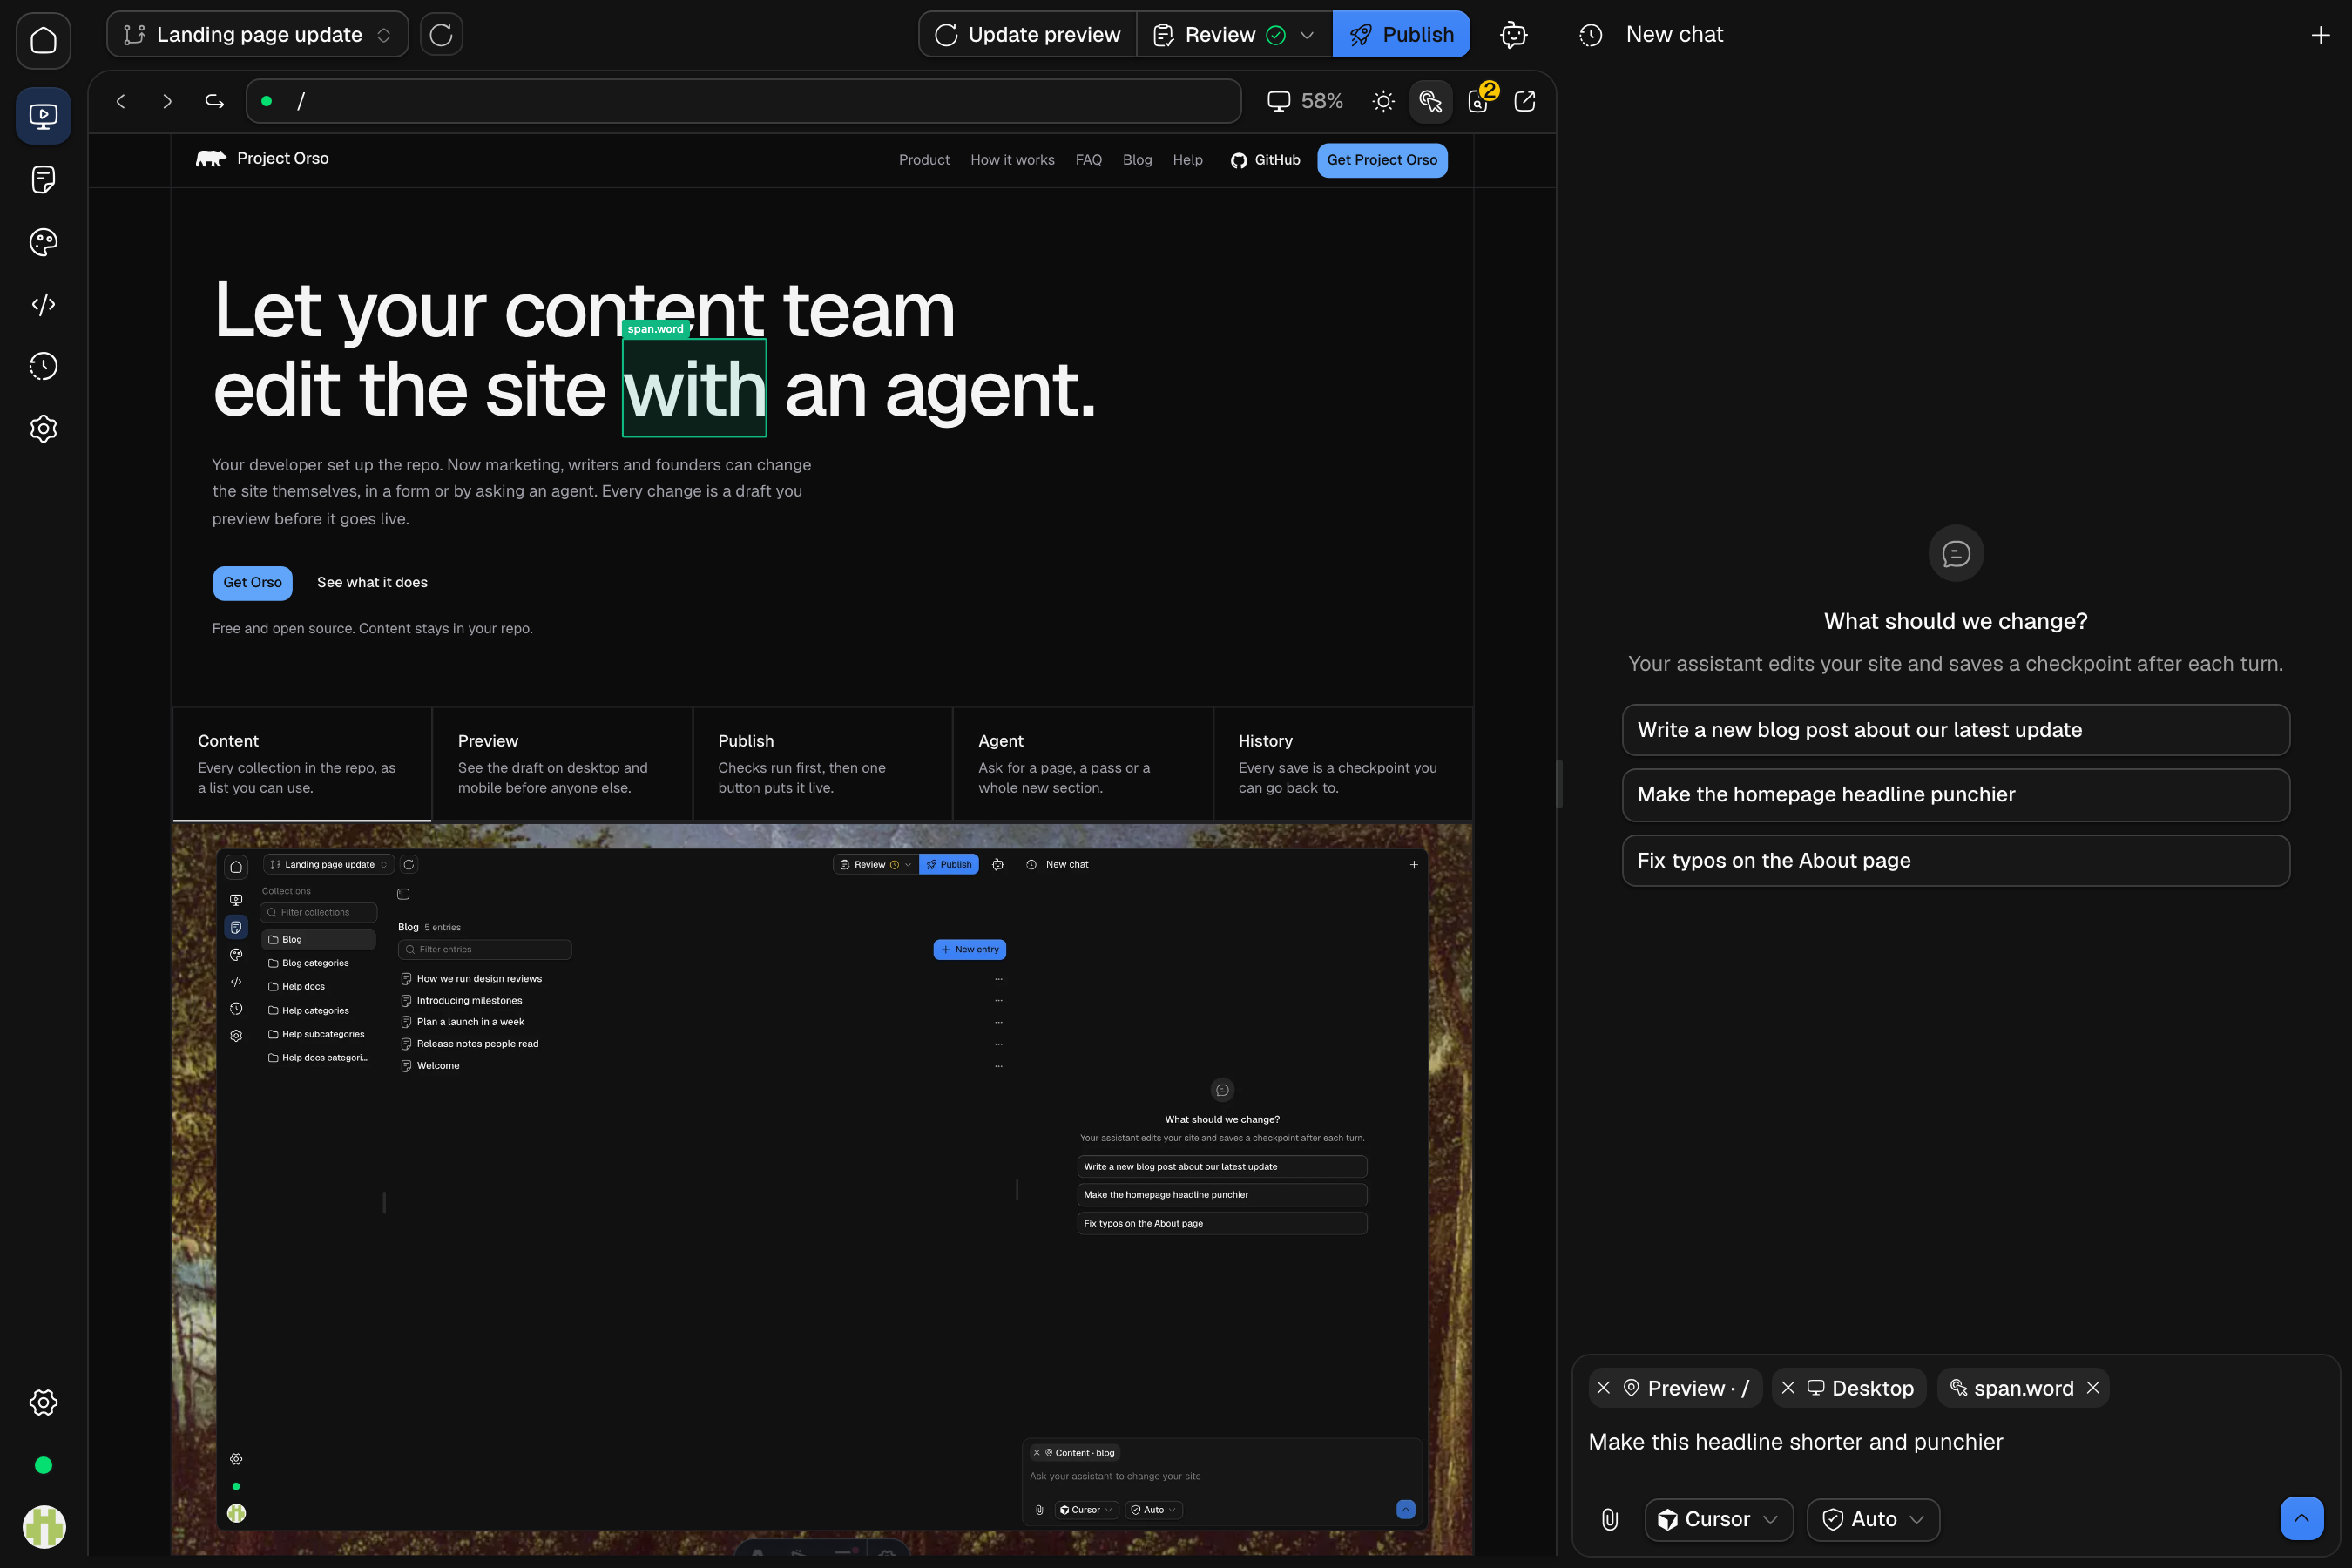 Landing page update
Update preview
Review
Publish
New chat
/
58%
2
Project Orso
Product
How it works
FAQ
Blog
Help
GitHub
Get Project Orso
Let your content team
span.word
edit the site with an agent.
Your developer set up the repo. Now marketing, writers and founders can change
the site themselves, in a form or by asking an agent. Every change is a draft you
preview before it goes live.
Get Orso
See what it does
Free and open source. Content stays in your repo.
Content
Every collection in the repo, as
a list you can use.
Preview
See the draft on desktop and
mobile before anyone else.
Publish
Checks run first, then one
button puts it live.
Agent
Ask for a page, a pass or a
whole new section.
History
Every save is a checkpoint you
can go back to.
Landing page update
Review
Publish
New chat
Collections
Filter collections
Blog
Blog categories
Help docs
Help categories
Help subcategories
Help docs categori...
Blog 5 entries
Filter entries
New entry
How we run design reviews
Introducing milestones
Plan a launch in a week
Release notes people read
Welcome
What should we change?
Your assistant edits your site and saves a checkpoint after each turn.
Write a new blog post about our latest update
Make the homepage headline punchier
Fix typos on the About page
Content · blog
Ask your assistant to change your site
Cursor
Auto
What should we change?
Your assistant edits your site and saves a checkpoint after each turn.
Write a new blog post about our latest update
Make the homepage headline punchier
Fix typos on the About page
Preview · /
Desktop
span.word
Make this headline shorter and punchier
Cursor
Auto